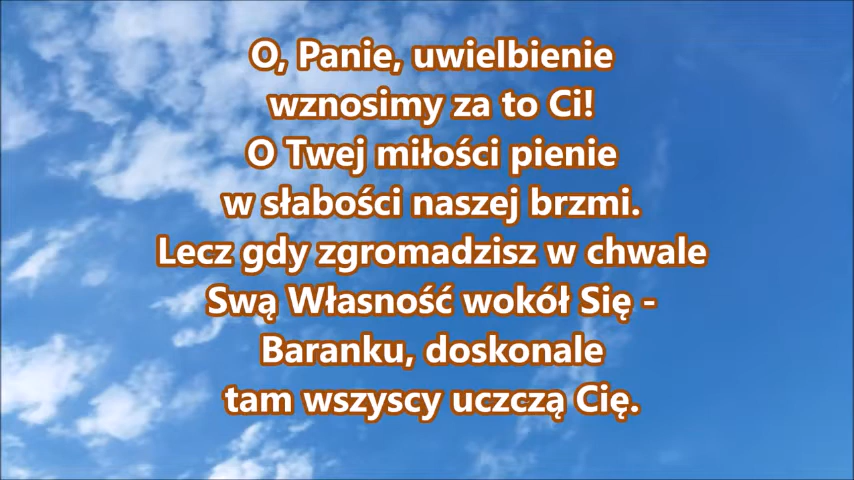 O, Panie, uwielbienie
wznosimy za to Ci!
O Twej miłości pienie
w słabości naszej brzmi.
Lecz gdy zgromadzisz w chwale
Swą Własność wokół Się -
Baranku, doskonale
tam wszyscy uczczą Cię.